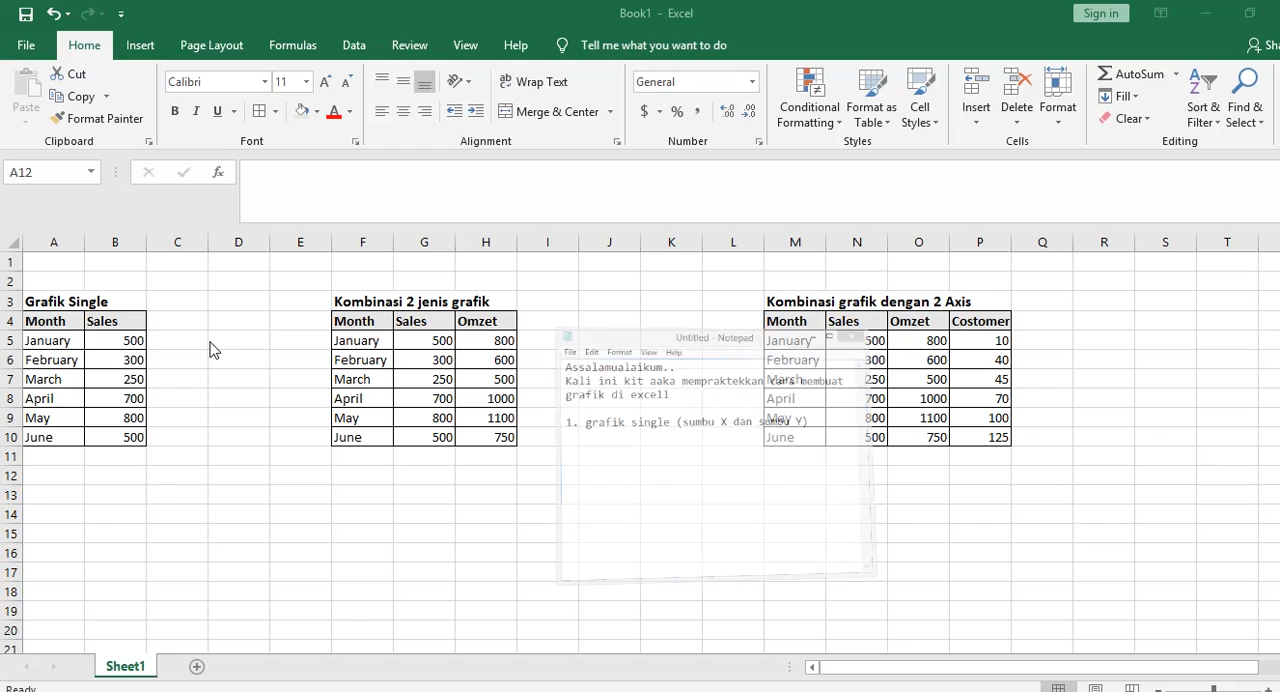 Book1 - Excel
Sign in
File Home Insert Page Layout Formulas Data Review View Help Tell me what you want to do
Paste
Cut
Copy
Format Painter
Clipboard
Calibri 11
B I U
Font
Wrap Text
Merge & Center
Alignment
General
$ % ,
Number
Conditional Formatting
Format as Table
Cell Styles
Styles
Insert Delete Format
Cells
AutoSum
Fill
Clear
Sort & Filter
Find & Select
Editing
A12 fx
A B C D E F G H I J K L M N O P Q R S T
1
2
3 Grafik Single Kombinasi 2 jenis grafik Kombinasi grafik dengan 2 Axis
4 Month Sales Month Sales Omzet Month Sales Omzet Costomer
5 January 500 January 500 800 January 500 800 10
6 February 300 February 300 600 February 300 600 40
7 March 250 March 250 500 March 250 500 45
8 April 700 April 700 1000 April 700 1000 70
9 May 800 May 800 1100 May 800 1100 100
10 June 500 June 500 750 June 500 750 125
11
12
13
14
15
16
17
18
19
20
21
Untitled - Notepad
File Edit Format View Help
Assalamualaikum..
Kali ini kit aaka mempraktekkan cara membuat
grafik di excell
1. grafik single (sumbu X dan sumbu Y)
Sheet1
Ready